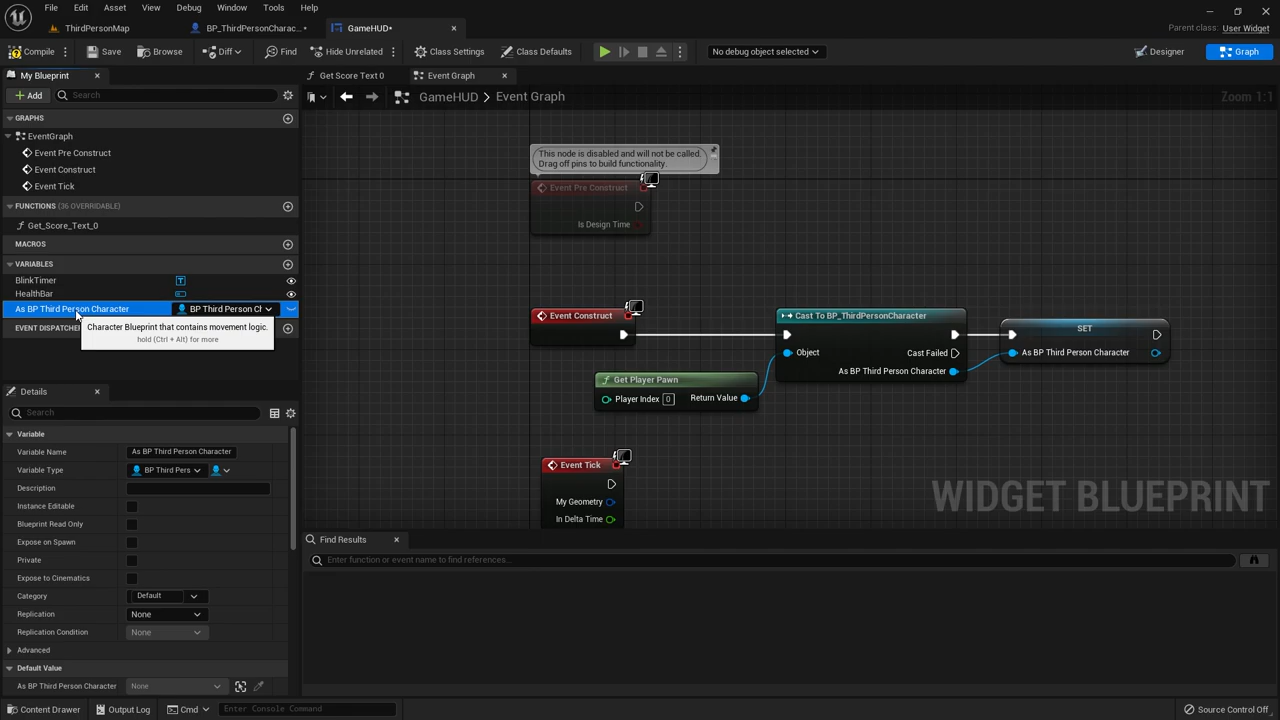 File Edit Asset View Debug Window Tools Help
ThirdPersonMap
BP_ThirdPersonCharac...•
GameHUD•
Parent class: User Widget
Compile
Save
Browse
Diff
Find
Hide Unrelated
Class Settings
Class Defaults
No debug object selected
Designer
Graph
My Blueprint
Get Score Text 0
Event Graph
Add
Search
GameHUD > Event Graph
Zoom 1:1
GRAPHS
EventGraph
Event Pre Construct
Event Construct
Event Tick
FUNCTIONS (36 OVERRIDABLE)
Get_Score_Text_0
MACROS
VARIABLES
BlinkTimer
HealthBar
As BP Third Person Character
BP Third Person Cl
EVENT DISPATCHE
Character Blueprint that contains movement logic.
hold (Ctrl + Alt) for more
This node is disabled and will not be called.
Drag off pins to build functionality.
Event Pre Construct
Is Design Time
Event Construct
Cast To BP_ThirdPersonCharacter
Object
Cast Failed
As BP Third Person Character
SET
As BP Third Person Character
Get Player Pawn
Player Index 0
Return Value
Event Tick
My Geometry
In Delta Time
WIDGET BLUEPRINT
Details
Search
Variable
Variable Name As BP Third Person Character
Variable Type BP Third Pers
Description
Instance Editable
Blueprint Read Only
Expose on Spawn
Private
Expose to Cinematics
Category Default
Replication None
Replication Condition None
Advanced
Default Value
As BP Third Person Character None
Find Results
Enter function or event name to find references...
Content Drawer
Output Log
Cmd
Enter Console Command
Source Control Off